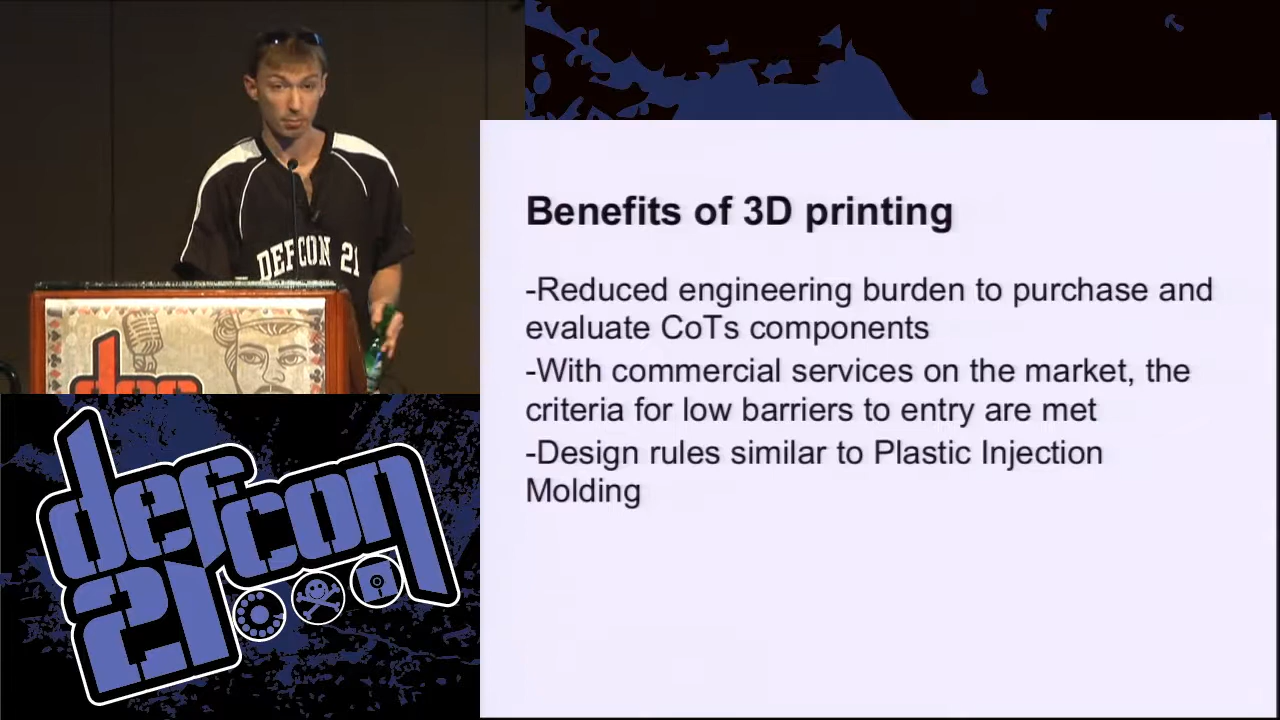 Benefits of 3D printing
-Reduced engineering burden to purchase and
evaluate CoTs components
-With commercial services on the market, the
criteria for low barriers to entry are met
-Design rules similar to Plastic Injection
Molding
DEFCON 21
def
defcon
21